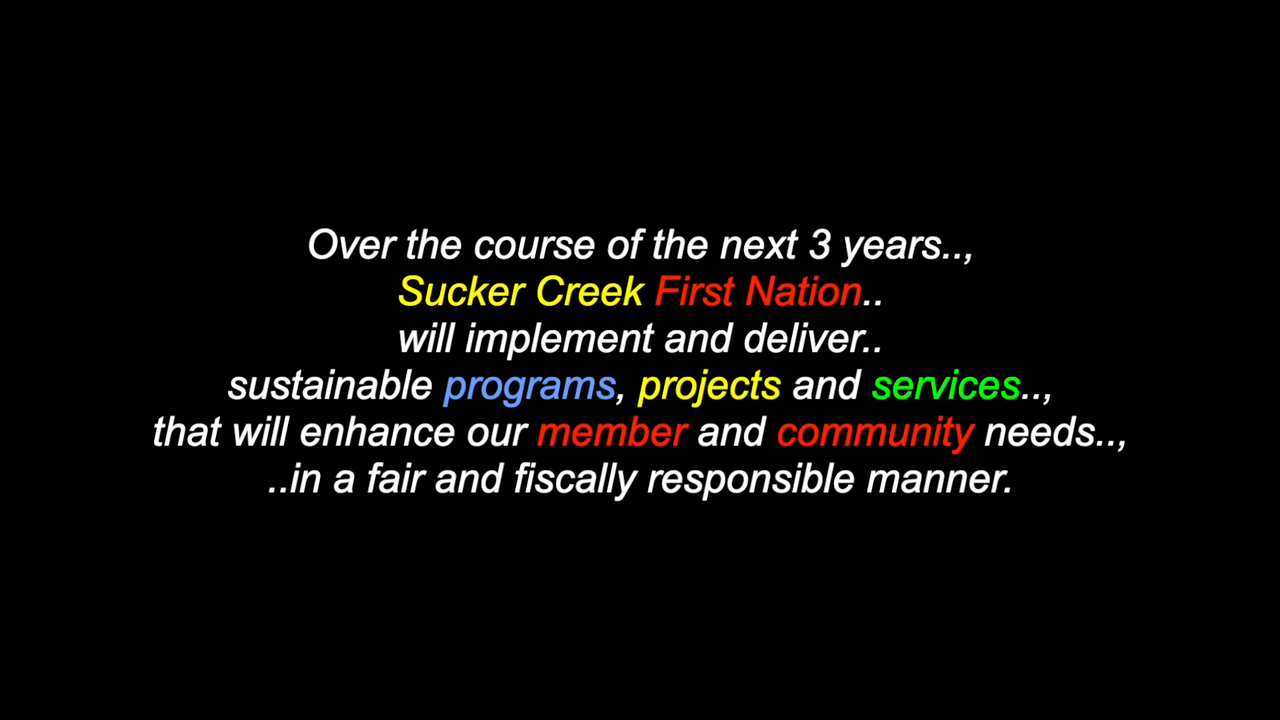 Over the course of the next 3 years..,
Sucker Creek First Nation..
will implement and deliver..
sustainable programs, projects and services..,
that will enhance our member and community needs..,
..in a fair and fiscally responsible manner.